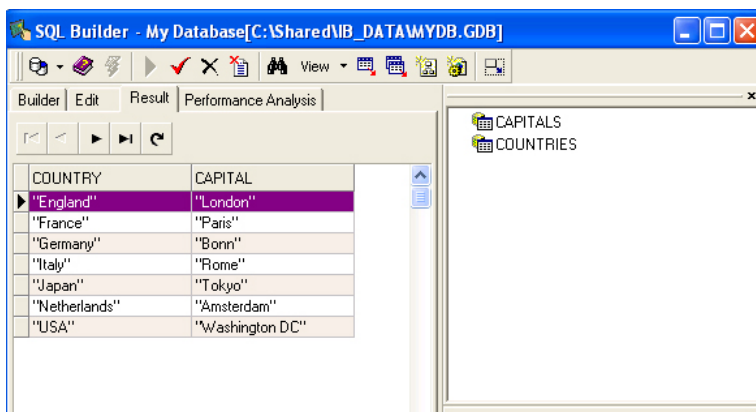 SQL Builder - My Database[C:\Shared\IB_DATA\MYDB.GDB]
View
Builder Edit Result Performance Analysis
CAPITALS
COUNTRIES
COUNTRY CAPITAL
"England" "London"
"France" "Paris"
"Germany" "Bonn"
"Italy" "Rome"
"Japan" "Tokyo"
"Netherlands" "Amsterdam"
"USA" "Washington DC"